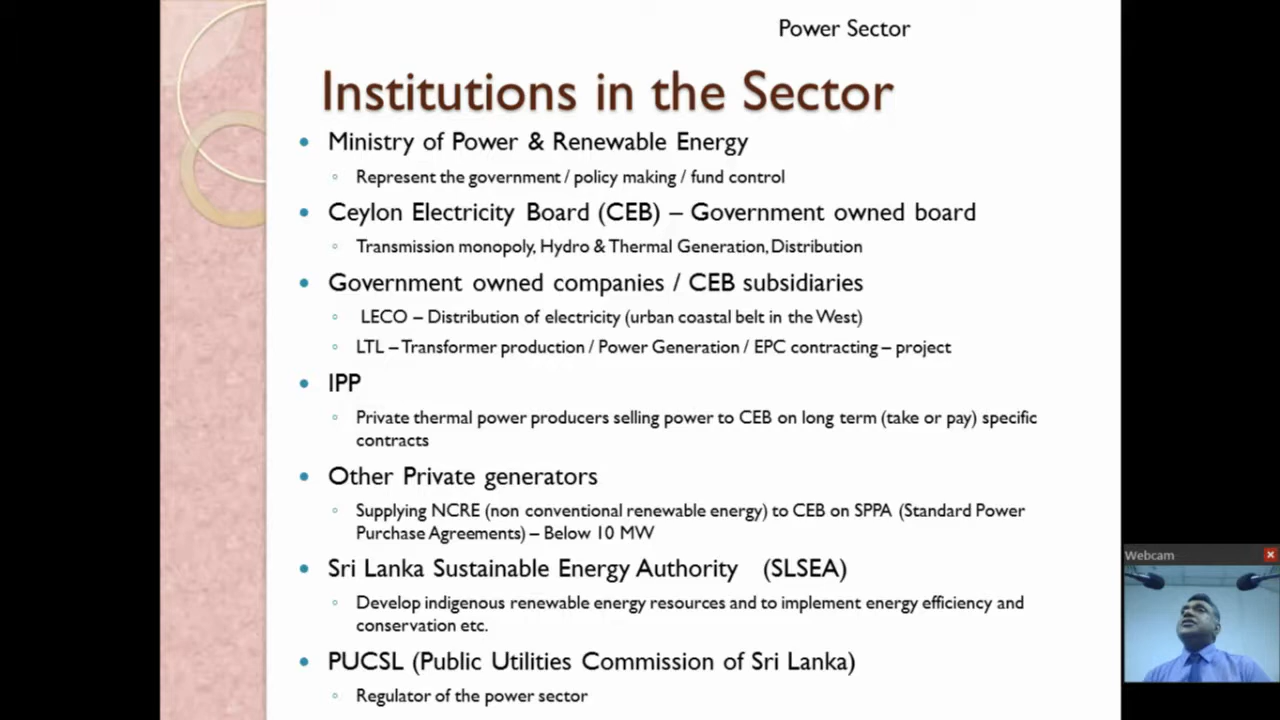 Power Sector
Institutions in the Sector
• Ministry of Power & Renewable Energy
◦ Represent the government / policy making / fund control
• Ceylon Electricity Board (CEB) – Government owned board
◦ Transmission monopoly, Hydro & Thermal Generation, Distribution
• Government owned companies / CEB subsidiaries
◦ LECO – Distribution of electricity (urban coastal belt in the West)
◦ LTL – Transformer production / Power Generation / EPC contracting – project
• IPP
◦ Private thermal power producers selling power to CEB on long term (take or pay) specific
contracts
• Other Private generators
◦ Supplying NCRE (non conventional renewable energy) to CEB on SPPA (Standard Power
Purchase Agreements) – Below 10 MW
• Sri Lanka Sustainable Energy Authority (SLSEA)
◦ Develop indigenous renewable energy resources and to implement energy efficiency and
conservation etc.
• PUCSL (Public Utilities Commission of Sri Lanka)
◦ Regulator of the power sector
Webcam